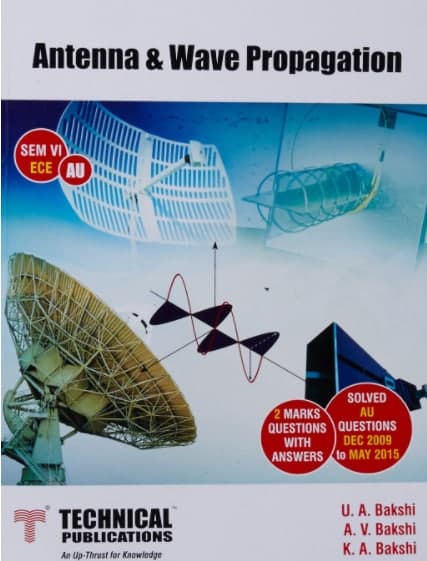 Antenna & Wave Propagation
SEM VI
ECE
AU
2 MARKS
QUESTIONS
WITH
ANSWERS
SOLVED
AU
QUESTIONS
DEC 2009
to MAY 2015
TECHNICAL™
PUBLICATIONS
An Up-Thrust for Knowledge
®
U. A. Bakshi
A. V. Bakshi
K. A. Bakshi